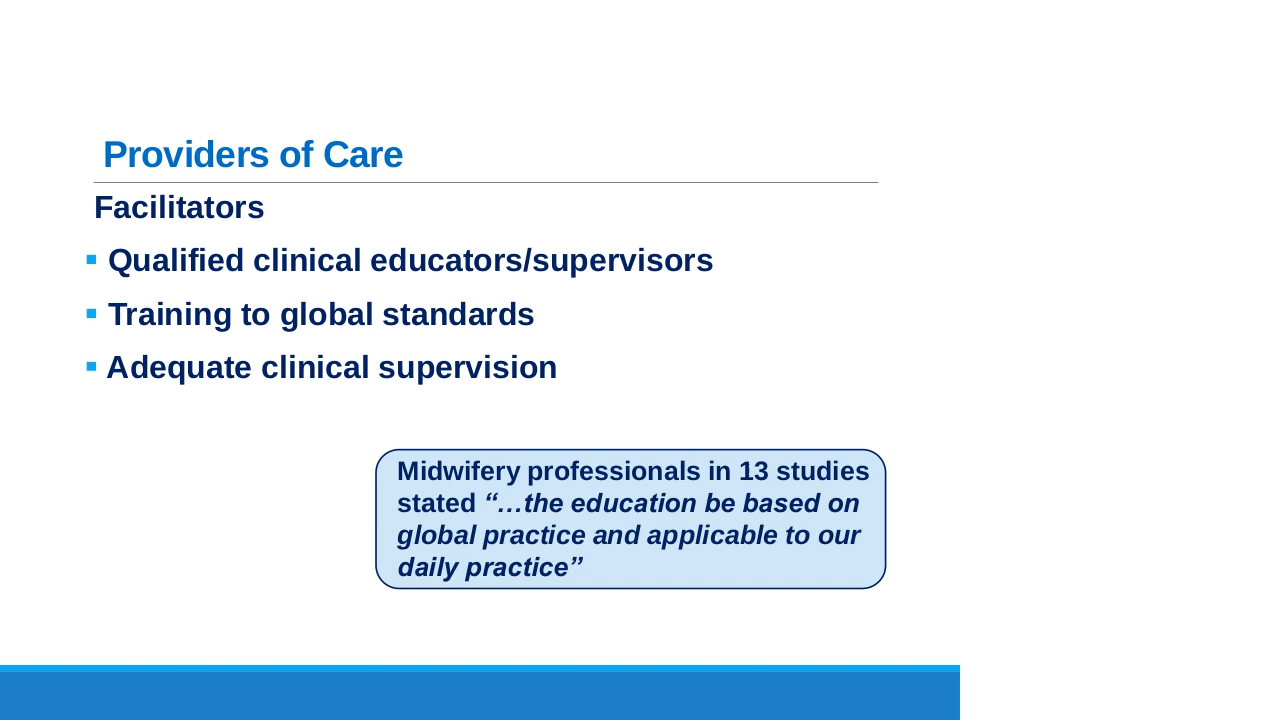 Providers of Care
Facilitators
▪ Qualified clinical educators/supervisors
▪ Training to global standards
▪ Adequate clinical supervision
Midwifery professionals in 13 studies
stated “…the education be based on
global practice and applicable to our
daily practice”